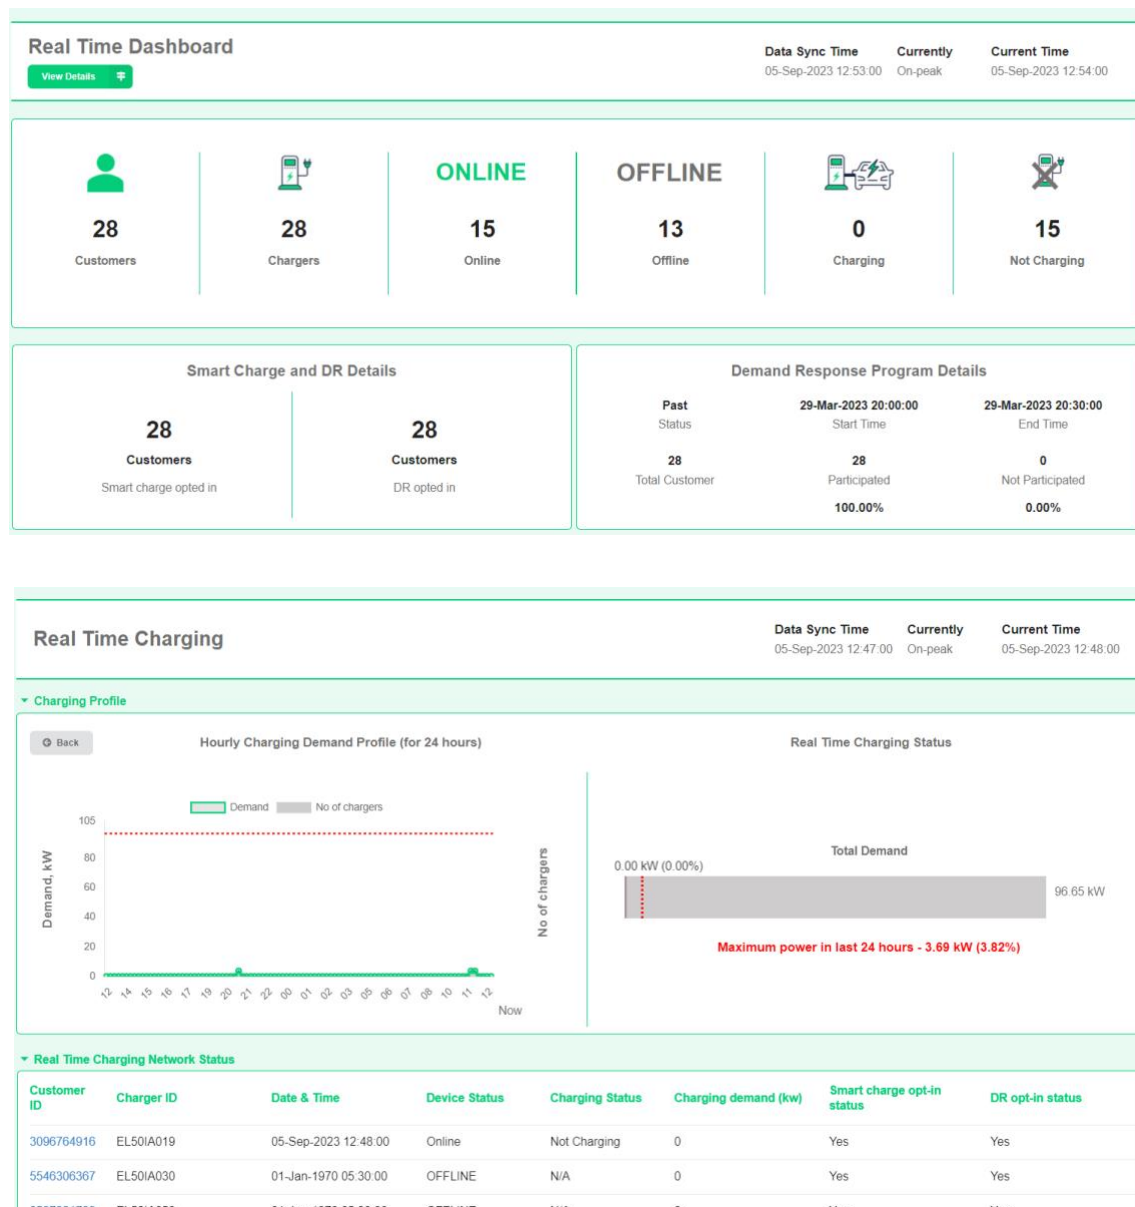 Real Time Dashboard
View Details
Data Sync Time Currently Current Time
05-Sep-2023 12:53:00 On-peak 05-Sep-2023 12:54:00
ONLINE OFFLINE
28 28 15 13 0 15
Customers Chargers Online Offline Charging Not Charging
Smart Charge and DR Details
28 28
Customers Customers
Smart charge opted in DR opted in
Demand Response Program Details
Past 29-Mar-2023 20:00:00 29-Mar-2023 20:30:00
Status Start Time End Time
28 28 0
Total Customer Participated Not Participated
100.00% 0.00%
Real Time Charging
Data Sync Time Currently Current Time
05-Sep-2023 12:47:00 On-peak 05-Sep-2023 12:48:00
Charging Profile
Back
Hourly Charging Demand Profile (for 24 hours)
Demand No of chargers
Demand, kW
105
80
60
40
20
0
12 14 15 16 17 19 20 21 22 00 01 02 03 05 06 07 08 10 11 12
Now
No of chargers
Real Time Charging Status
Total Demand
0.00 kW (0.00%)
96.65 kW
Maximum power in last 24 hours - 3.69 kW (3.82%)
Real Time Charging Network Status
Customer ID Charger ID Date & Time Device Status Charging Status Charging demand (kw) Smart charge opt-in status DR opt-in status
3096764916 EL50IA019 05-Sep-2023 12:48:00 Online Not Charging 0 Yes Yes
5546306367 EL50IA030 01-Jan-1970 05:30:00 OFFLINE N/A 0 Yes Yes